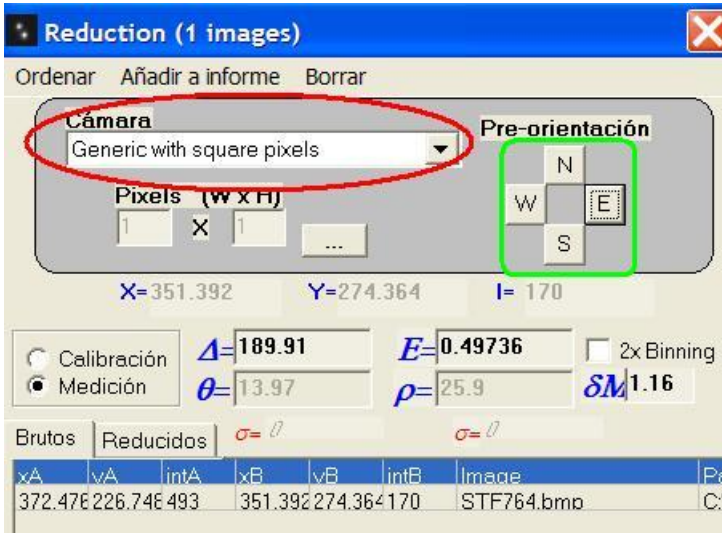 Reduction (1 images)
Ordenar Añadir a informe Borrar
Cámara
Generic with square pixels
Pre-orientación
N
W E
S
Pixels (W x H)
1 X 1 ...
X=351.392 Y=274.364 I= 170
Calibración
Medición
Δ=189.91 E=0.49736 2x Binning
θ=13.97 ρ=25.9 δM 1.16
Brutos Reducidos σ= 0 σ= 0
xA yA intA xB yB intB Image
372.476 226.748 493 351.392 274.364 170 STF764.bmp C: